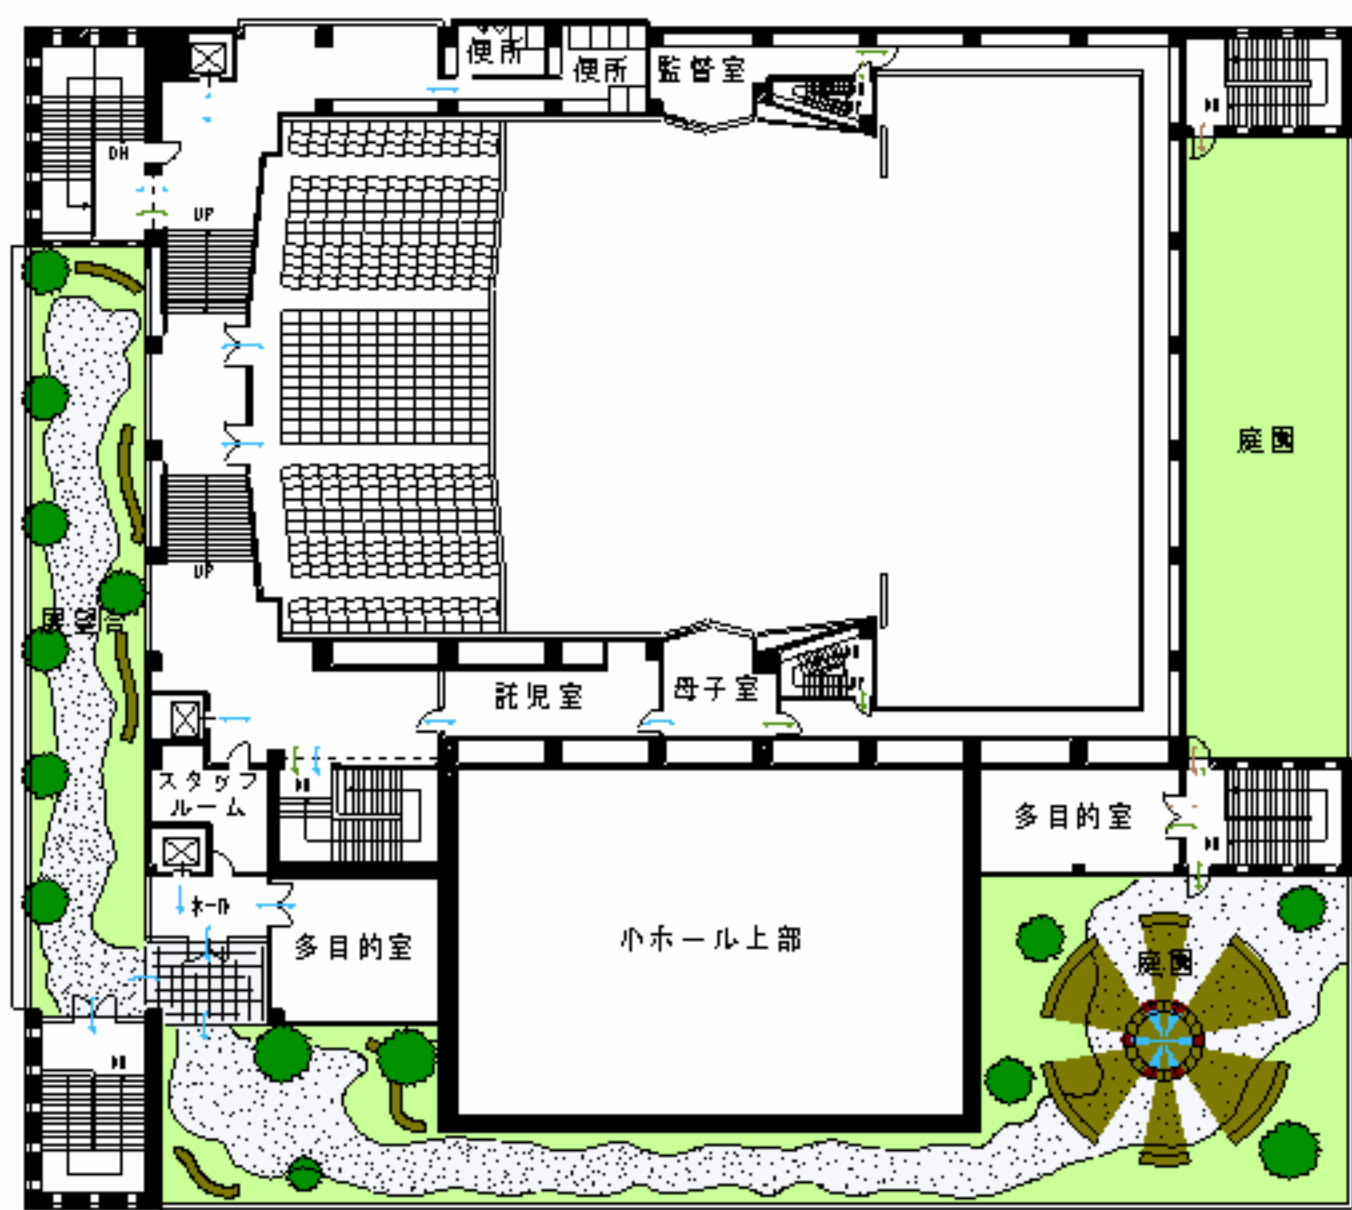 便所
便所
監督室
DN
UP
庭園
UP
展望台
託児室
母子室
スタッフ
ルーム
多目的室
ホール
多目的室
小ホール上部
庭園